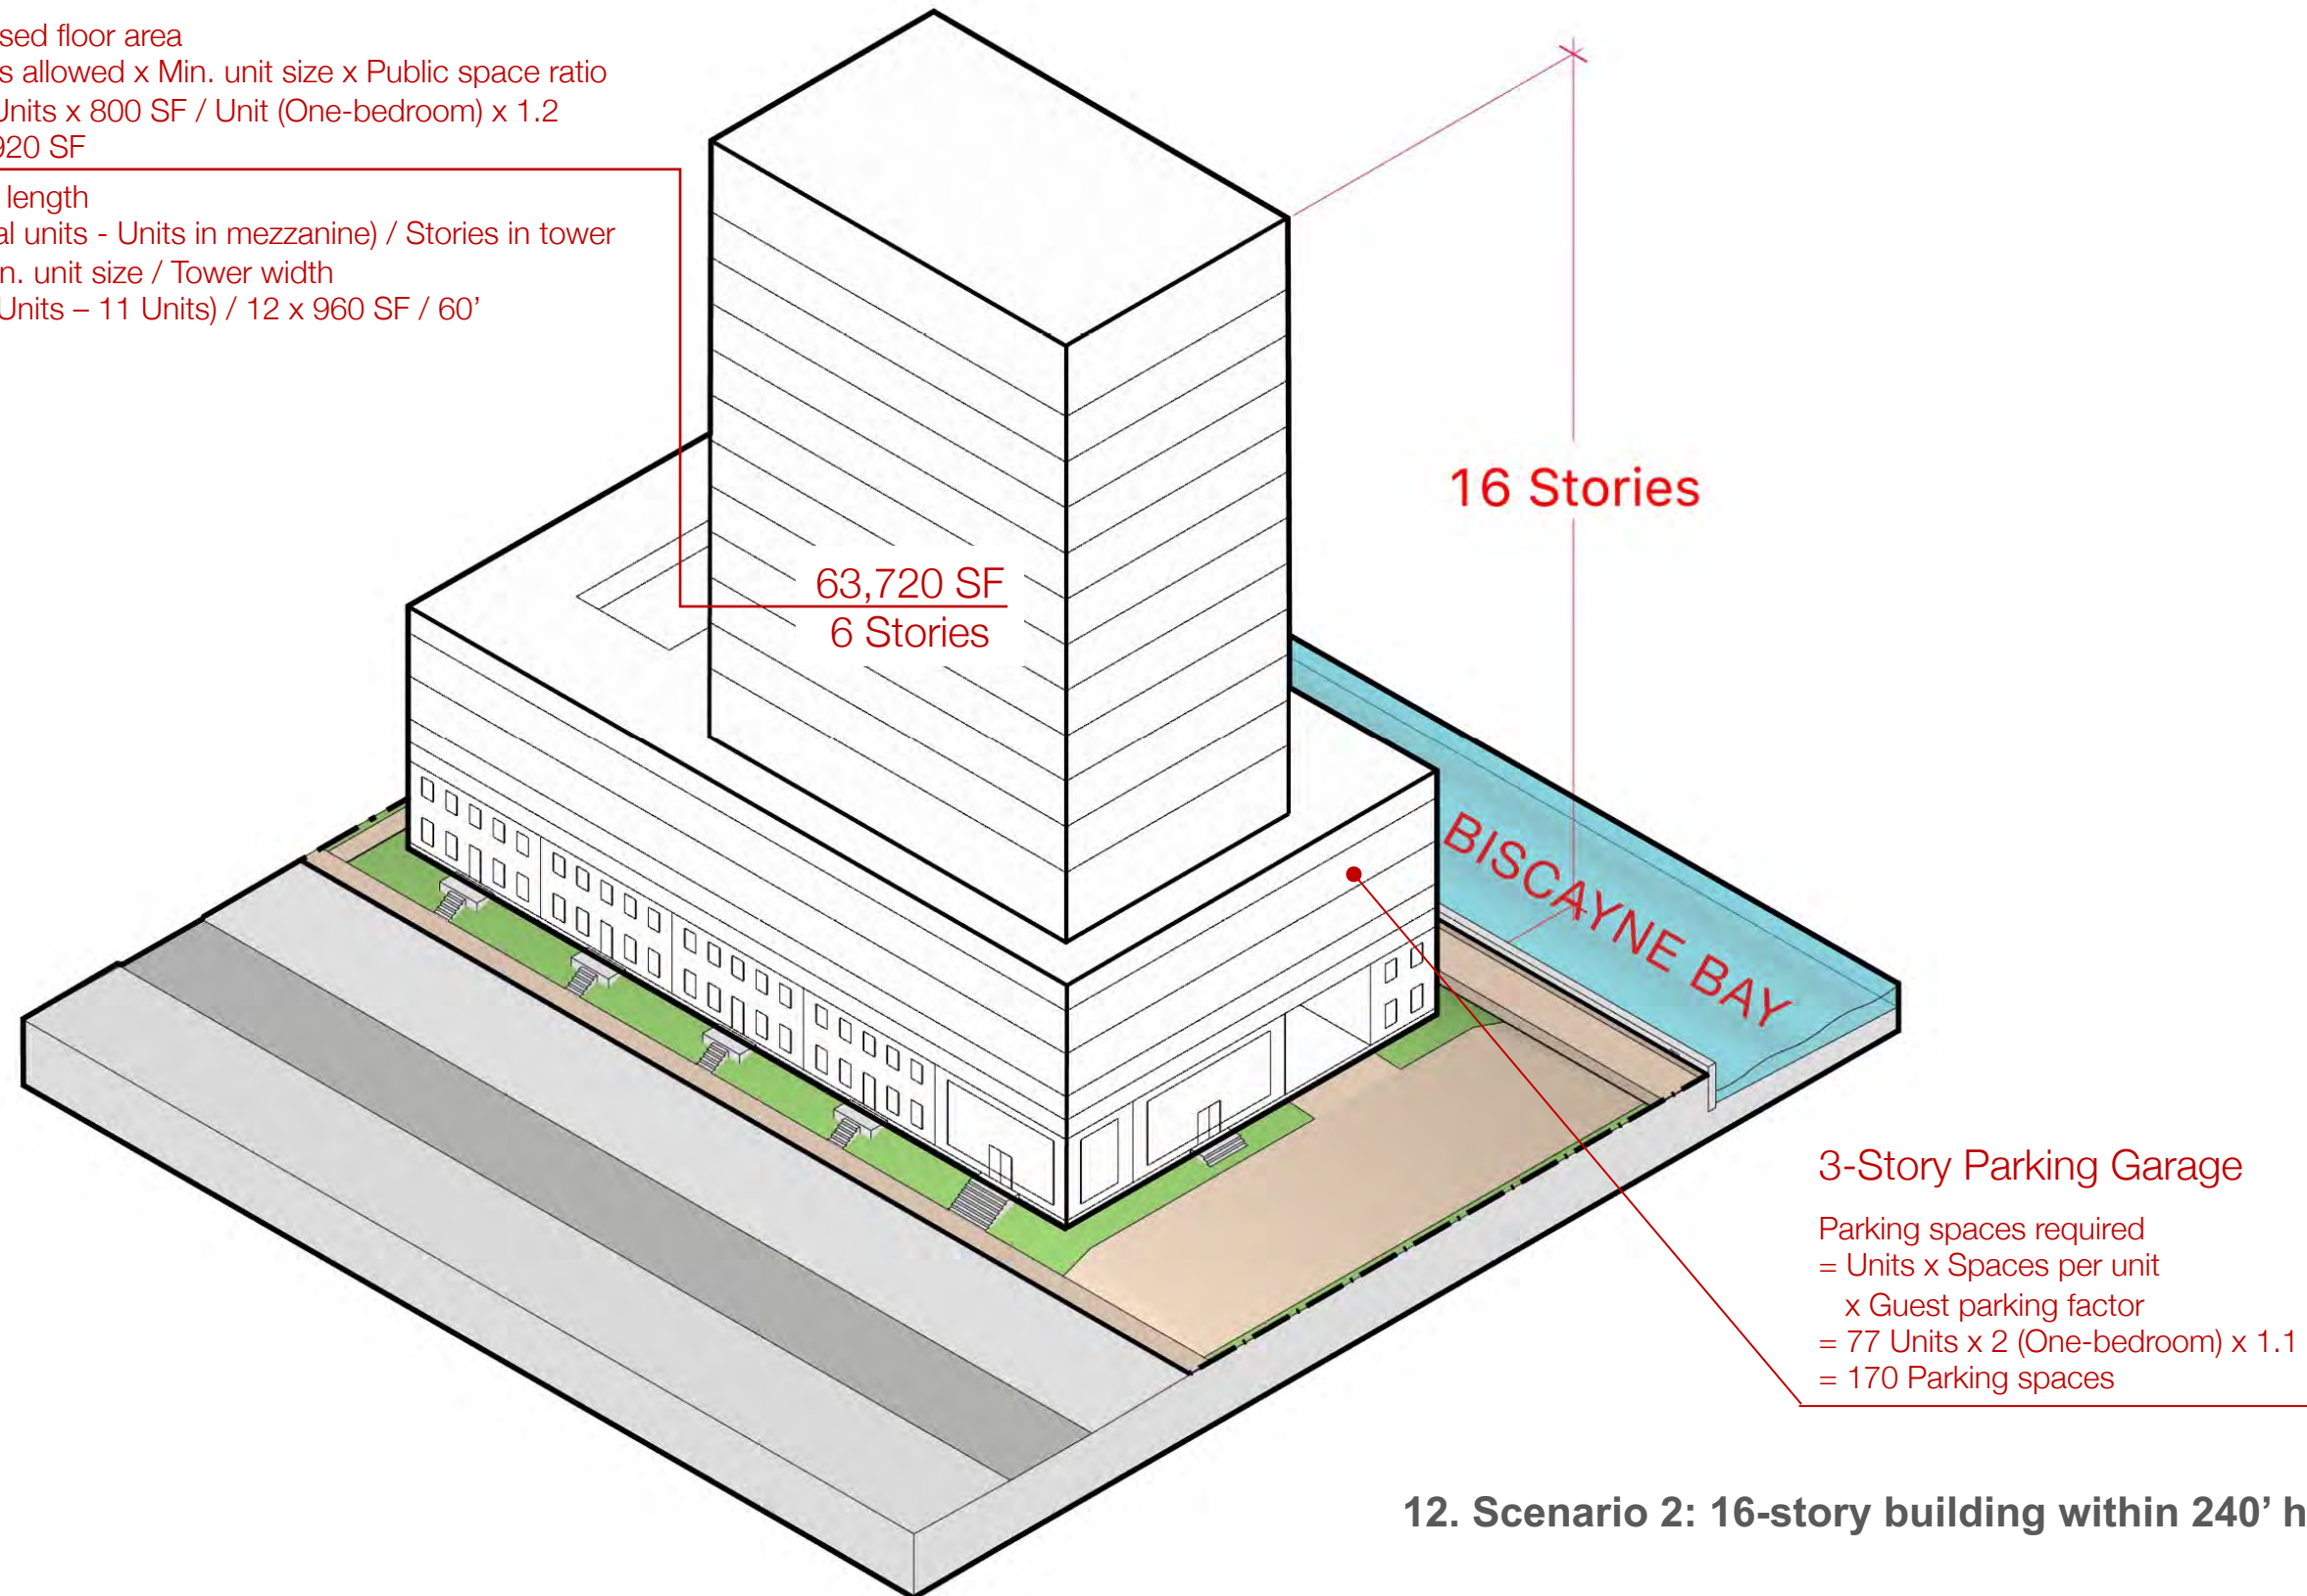 sed floor area
s allowed x Min. unit size x Public space ratio
Units x 800 SF / Unit (One-bedroom) x 1.2
920 SF
length
al units - Units in mezzanine) / Stories in tower
n. unit size / Tower width
Units – 11 Units) / 12 x 960 SF / 60’
16 Stories
63,720 SF
6 Stories
BISCAYNE BAY
3-Story Parking Garage
Parking spaces required
= Units x Spaces per unit
x Guest parking factor
= 77 Units x 2 (One-bedroom) x 1.1
= 170 Parking spaces
12. Scenario 2: 16-story building within 240’ h